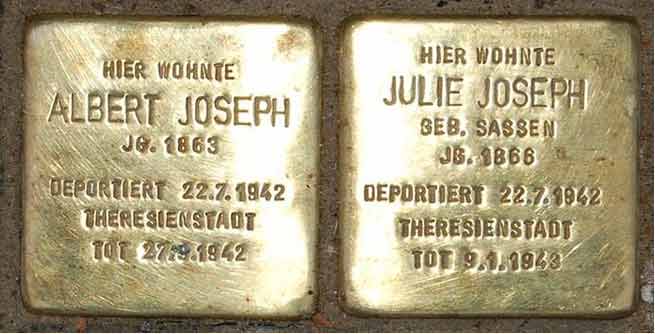 HIER WOHNTE
ALBERT JOSEPH
JG. 1863
DEPORTIERT 22.7.1942
THERESIENSTADT
TOT 27.9.1942
HIER WOHNTE
JULIE JOSEPH
GEB. SASSEN
JG. 1866
DEPORTIERT 22.7.1942
THERESIENSTADT
TOT 9.1.1943